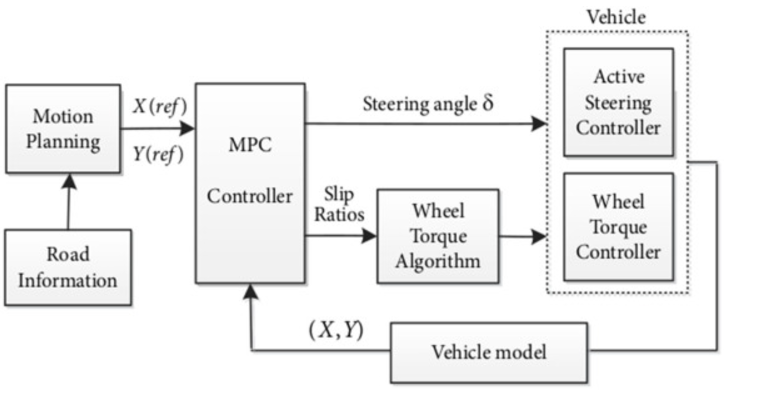 Vehicle
Motion
Planning
X(ref)
Y(ref)
MPC
Controller
Steering angle δ
Active
Steering
Controller
Slip
Ratios
Wheel
Torque
Algorithm
Wheel
Torque
Controller
Road
Information
(X,Y)
Vehicle model